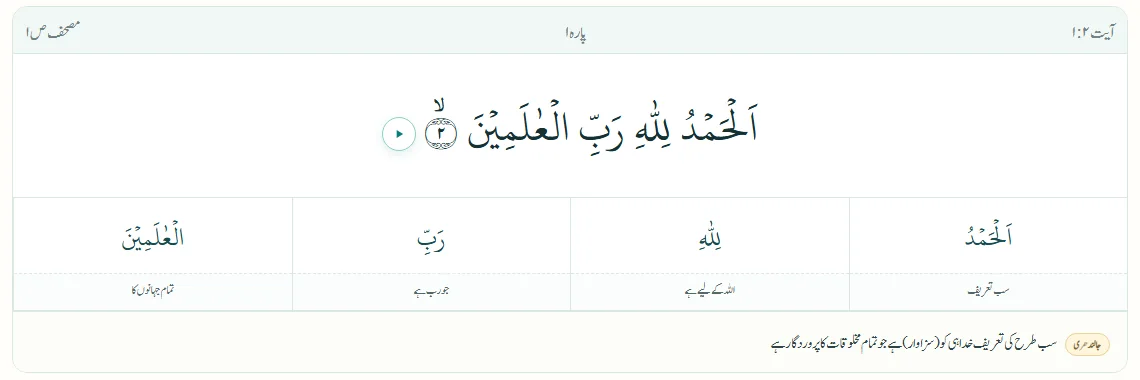 آیت ۱:۲ پارہ ۱ مصحف ص ۱
اَلۡحَمۡدُ لِلّٰهِ رَبِّ الۡعٰلَمِيۡنَ ۙ‏ ﴿۲﴾
اَلۡحَمۡدُ لِلّٰهِ رَبِّ الۡعٰلَمِيۡنَ
سب تعریف اللہ کے لیے ہے جو رب ہے تمام جہانوں کا
جالندھری سب طرح کی تعریف خدا ہی کو (سزاوار) ہے جو تمام مخلوقات کا پروردگار ہے